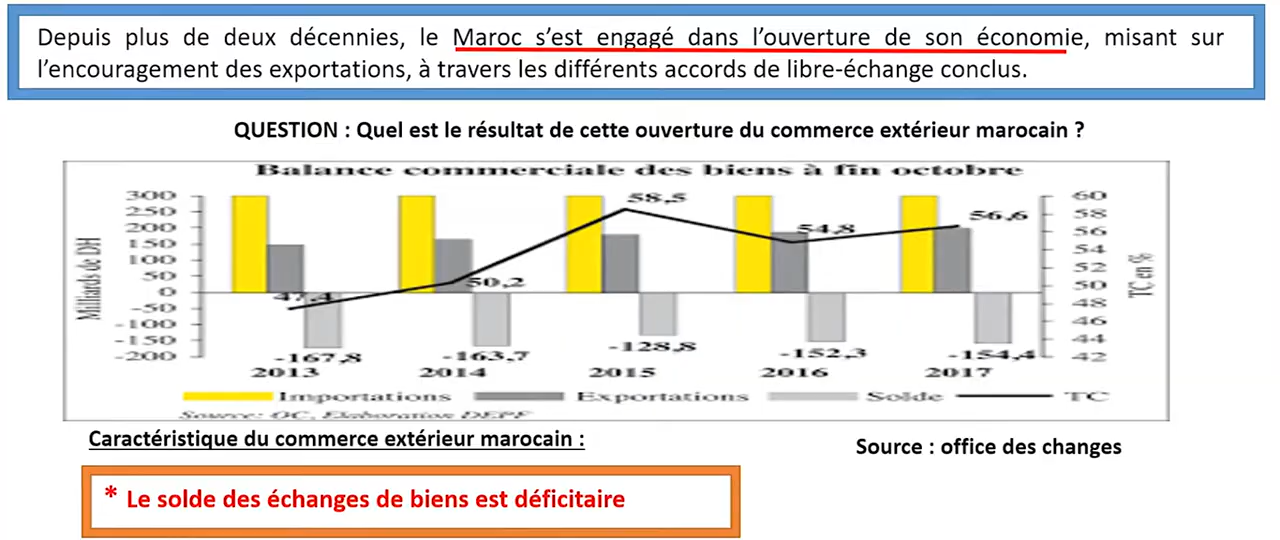 Depuis plus de deux décennies, le Maroc s'est engagé dans l'ouverture de son économie, misant sur
l'encouragement des exportations, à travers les différents accords de libre-échange conclus.
QUESTION : Quel est le résultat de cette ouverture du commerce extérieur marocain ?
Balance commerciale des biens à fin octobre
Milliards de DH
300
250
200
150
100
50
0
-50
-100
-150
-200
47,4
50,2
58,5
54,8
56,6
-167,8
-163,7
-128,8
-152,3
-154,4
2013 2014 2015 2016 2017
60
58
56
54
52
50
48
46
44
42
TC en %
Importations Exportations Solde TC
Source: OC, Elaboration DEPF
Caractéristique du commerce extérieur marocain :
Source : office des changes
* Le solde des échanges de biens est déficitaire